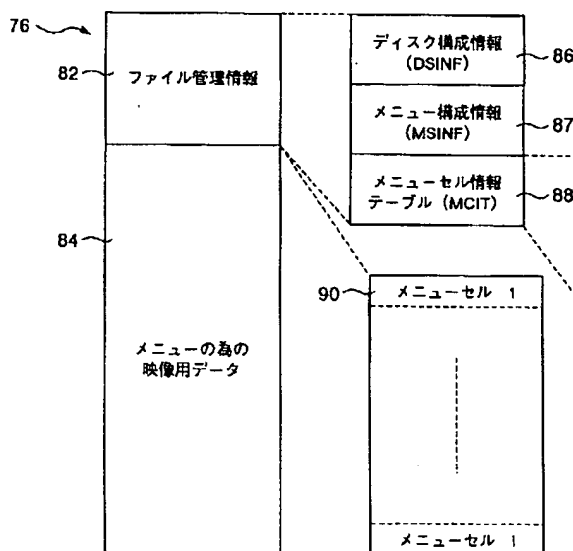 76
82
ファイル管理情報
84
メニューの為の
映像用データ
ディスク構成情報
(DSINF)
86
メニュー構成情報
(MSINF)
87
メニューセル情報
テーブル (MCIT)
88
90
メニューセル 1
メニューセル l